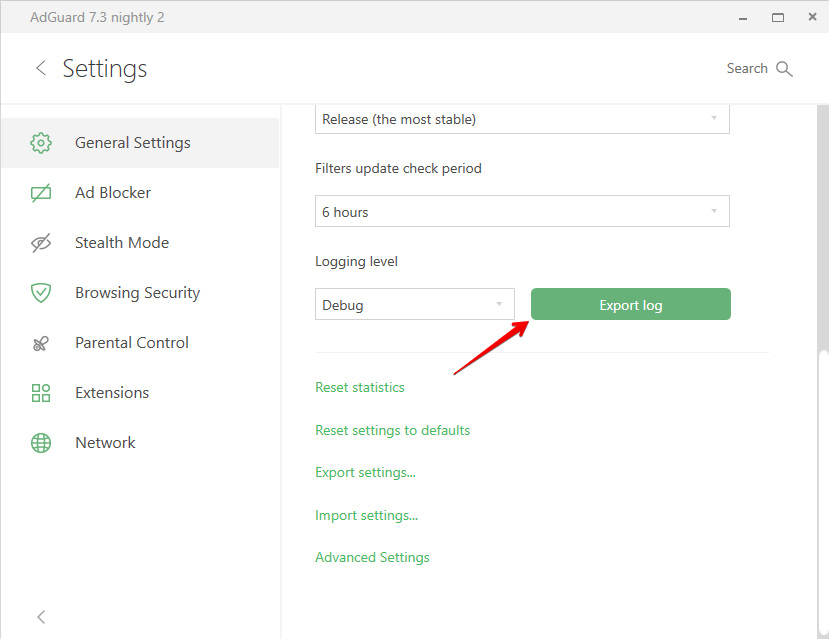 AdGuard 7.3 nightly 2
Settings
Search
General Settings
Ad Blocker
Stealth Mode
Browsing Security
Parental Control
Extensions
Network
Release (the most stable)
Filters update check period
6 hours
Logging level
Debug
Export log
Reset statistics
Reset settings to defaults
Export settings...
Import settings...
Advanced Settings